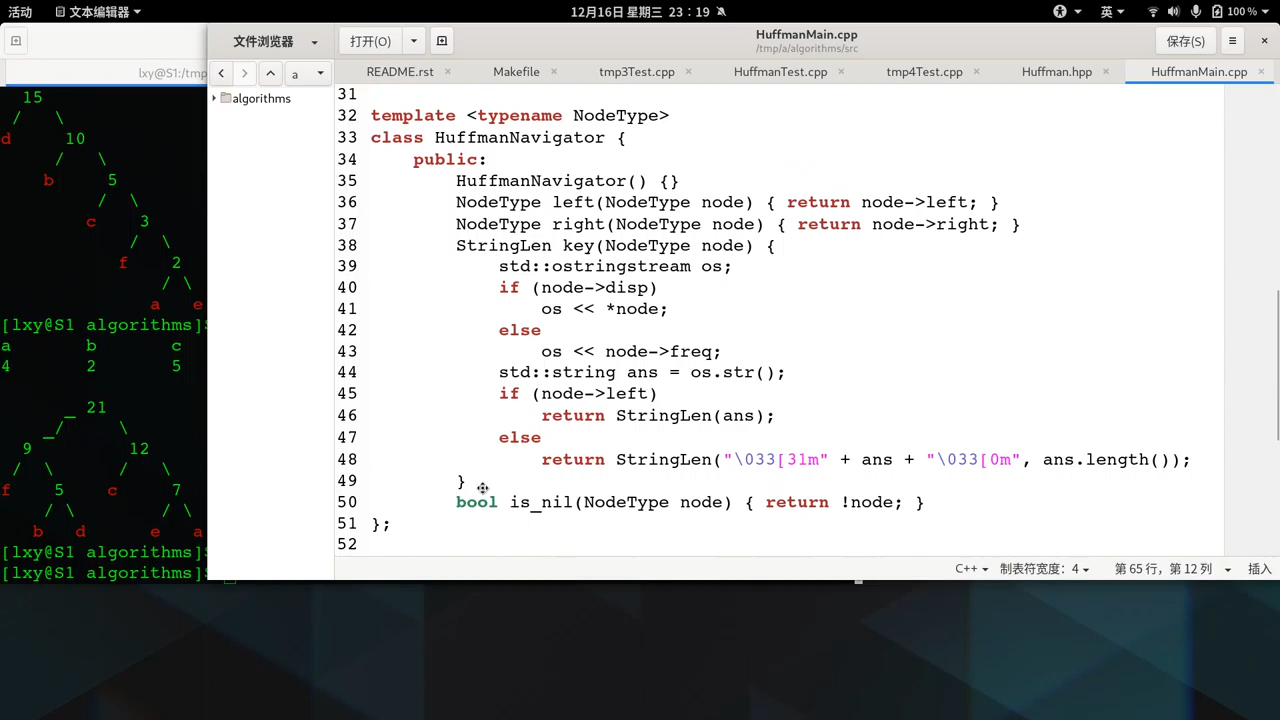 文本编辑器
12月16日 星期三 23：19
英
100 %
文件浏览器
打开(O)
HuffmanMain.cpp
/tmp/a/algorithms/src
保存(S)
lxy@S1:/tmp
a
README.rst
Makefile
tmp3Test.cpp
HuffmanTest.cpp
tmp4Test.cpp
Huffman.hpp
HuffmanMain.cpp
algorithms
15
/ \
d 10
/ \
b 5
/ \
c 3
/ \
f 2
/ \
a e
[lxy@S1 algorithms]
a b c
4 2 5
_ 21
_/ \
9 12
/ \ / \
f 5 c 7
/ \ / \
b d e a
[lxy@S1 algorithms]
[lxy@S1 algorithms]
31
32 template <typename NodeType>
33 class HuffmanNavigator {
34 public:
35 HuffmanNavigator() {}
36 NodeType left(NodeType node) { return node->left; }
37 NodeType right(NodeType node) { return node->right; }
38 StringLen key(NodeType node) {
39 std::ostringstream os;
40 if (node->disp)
41 os << *node;
42 else
43 os << node->freq;
44 std::string ans = os.str();
45 if (node->left)
46 return StringLen(ans);
47 else
48 return StringLen("\033[31m" + ans + "\033[0m", ans.length());
49 }
50 bool is_nil(NodeType node) { return !node; }
51 };
52
C++
制表符宽度：4
第 65 行，第 12 列
插入